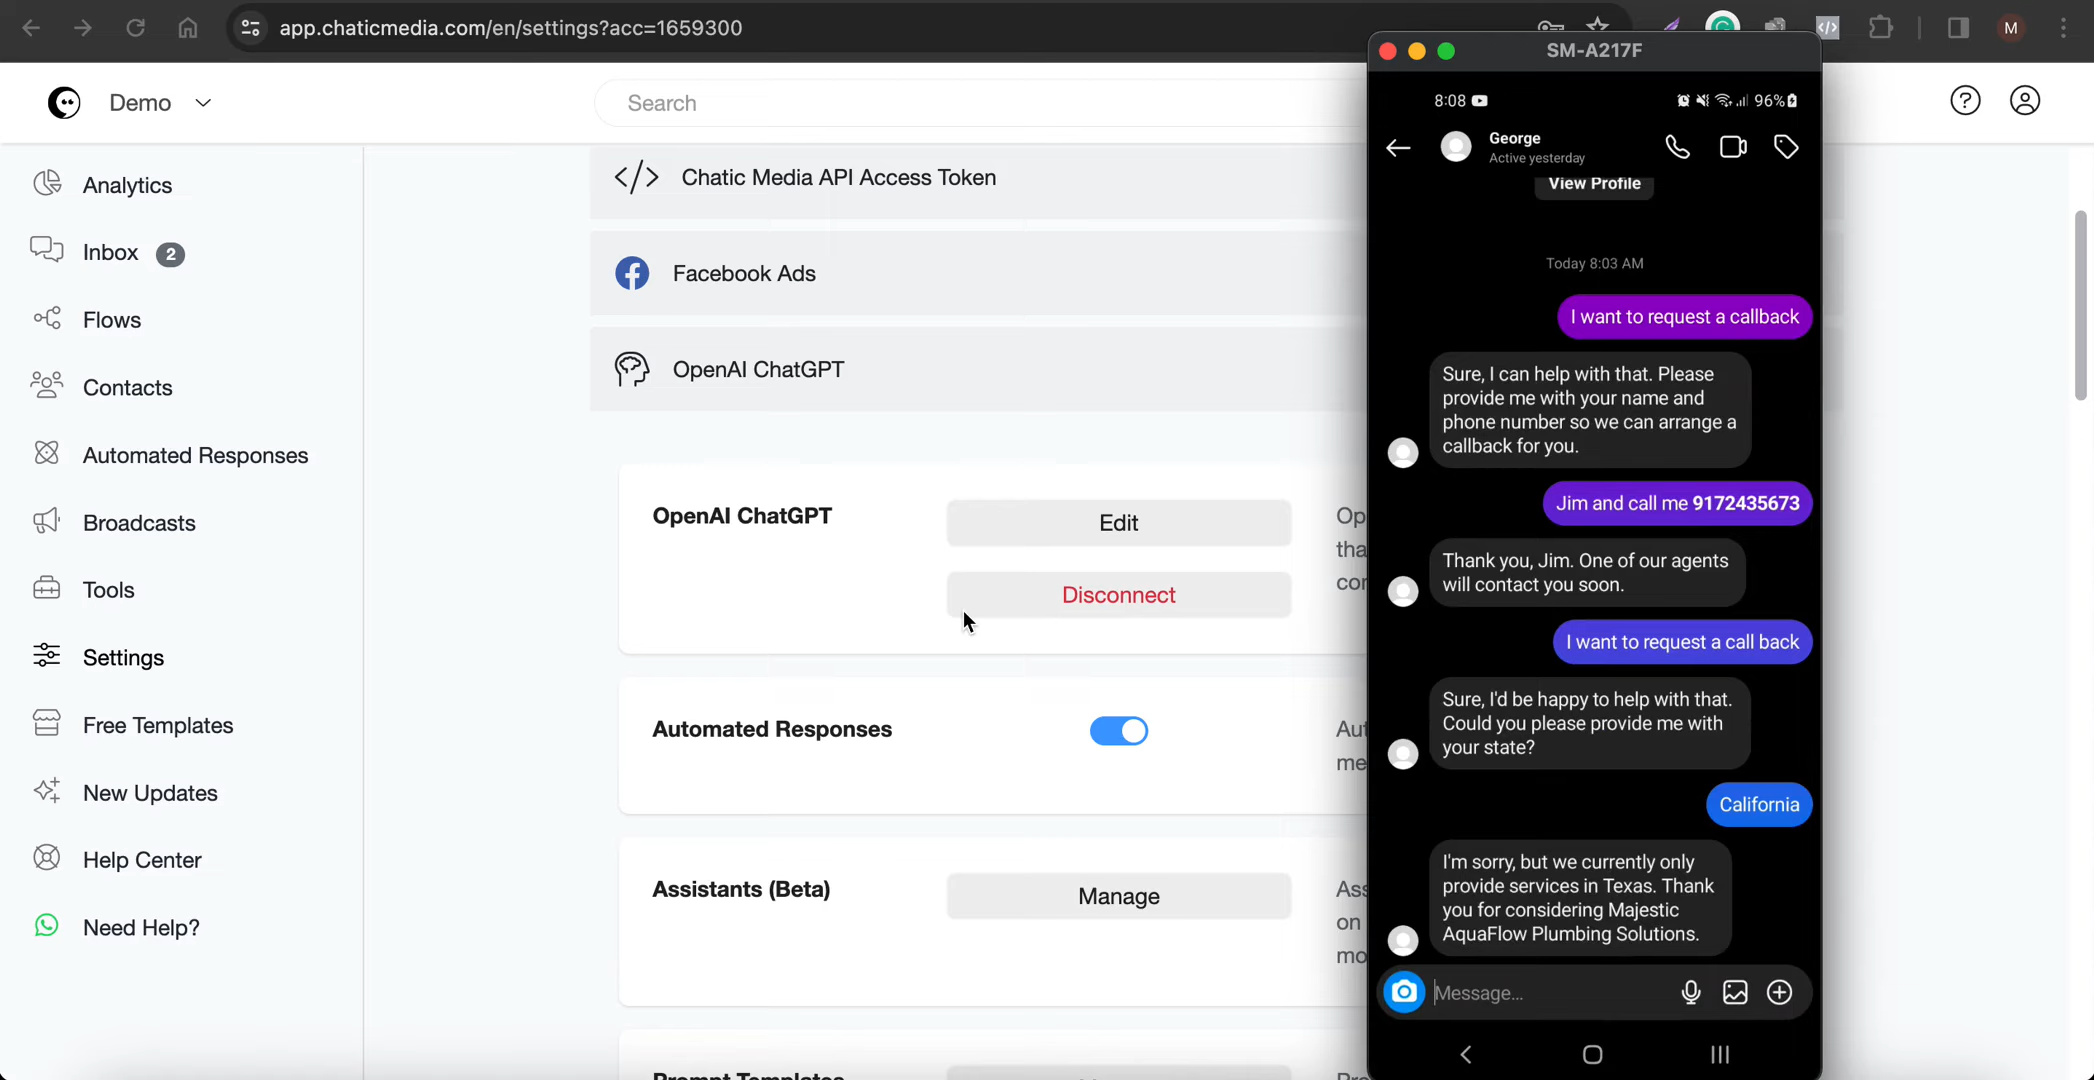 app.chaticmedia.com/en/settings?acc=1659300
M
Demo
Search
Analytics
Inbox 2
Flows
Contacts
Automated Responses
Broadcasts
Tools
Settings
Free Templates
New Updates
Help Center
Need Help?
</> Chatic Media API Access Token
Facebook Ads
OpenAI ChatGPT
OpenAI ChatGPT
Edit
Disconnect
Automated Responses
Assistants (Beta)
Manage
SM-A217F
8:08
96%
George
Active yesterday
View Profile
Today 8:03 AM
I want to request a callback
Sure, I can help with that. Please
provide me with your name and
phone number so we can arrange a
callback for you.
Jim and call me 9172435673
Thank you, Jim. One of our agents
will contact you soon.
I want to request a call back
Sure, I'd be happy to help with that.
Could you please provide me with
your state?
California
I'm sorry, but we currently only
provide services in Texas. Thank
you for considering Majestic
AquaFlow Plumbing Solutions.
Message...